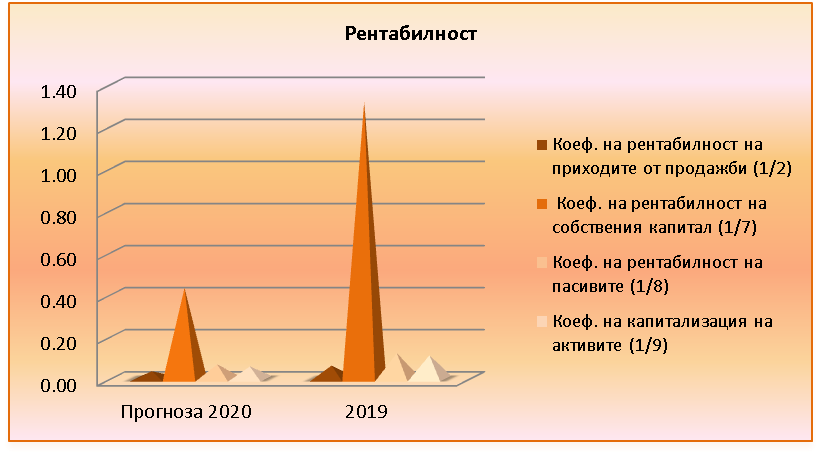 Рентабилност
1.40
1.20
1.00
0.80
0.60
0.40
0.20
0.00
Прогноза 2020
2019
Коеф. на рентабилност на
приходите от продажби (1/2)
Коеф. на рентабилност на
собствения капитал (1/7)
Коеф. на рентабилност на
пасивите (1/8)
Коеф. на капитализация на
активите (1/9)